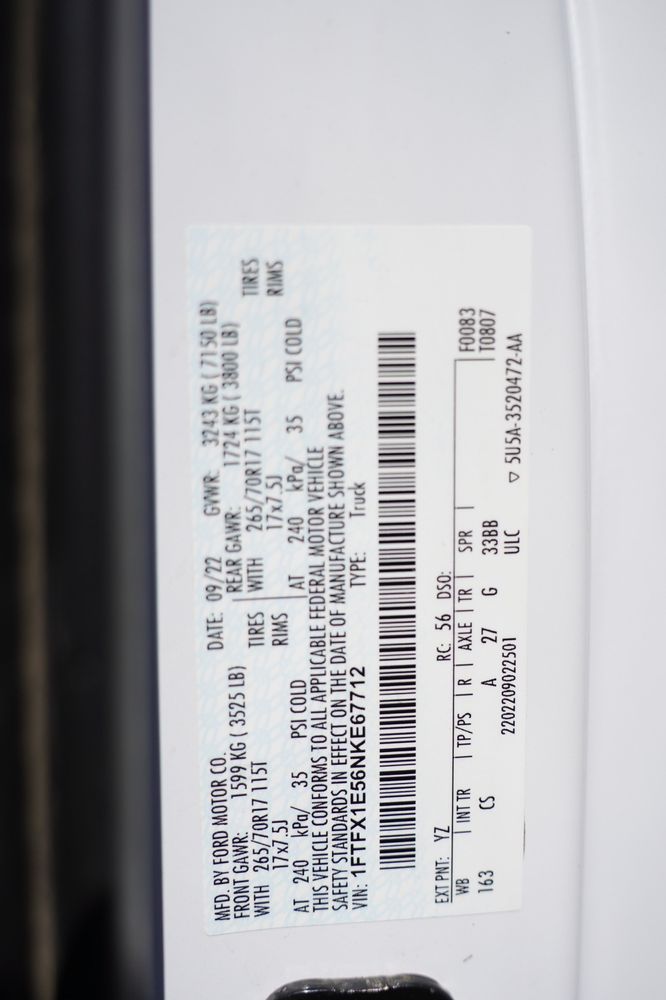 MFD. BY FORD MOTOR CO. DATE: 09/22 GVWR: 3243 KG ( 7150 LB)
FRONT GAWR: 1599 KG ( 3525 LB) REAR GAWR: 1724 KG ( 3800 LB)
WITH 265/70R17 115T TIRES WITH 265/70R17 115T TIRES
17x7.5J RIMS 17x7.5J RIMS
AT 240 kPa/ 35 PSI COLD AT 240 kPa/ 35 PSI COLD
THIS VEHICLE CONFORMS TO ALL APPLICABLE FEDERAL MOTOR VEHICLE
SAFETY STANDARDS IN EFFECT ON THE DATE OF MANUFACTURE SHOWN ABOVE.
VIN: 1FTFX1E56NKE67712 TYPE: Truck
EXT PNT: YZ RC: 56 DSO:
WB | INT TR | TP/PS | R | AXLE | TR | SPR | F0083
163 CS A 27 G 33BB T0807
2202209022501 ULC ▽ 5U5A-3520472-AA